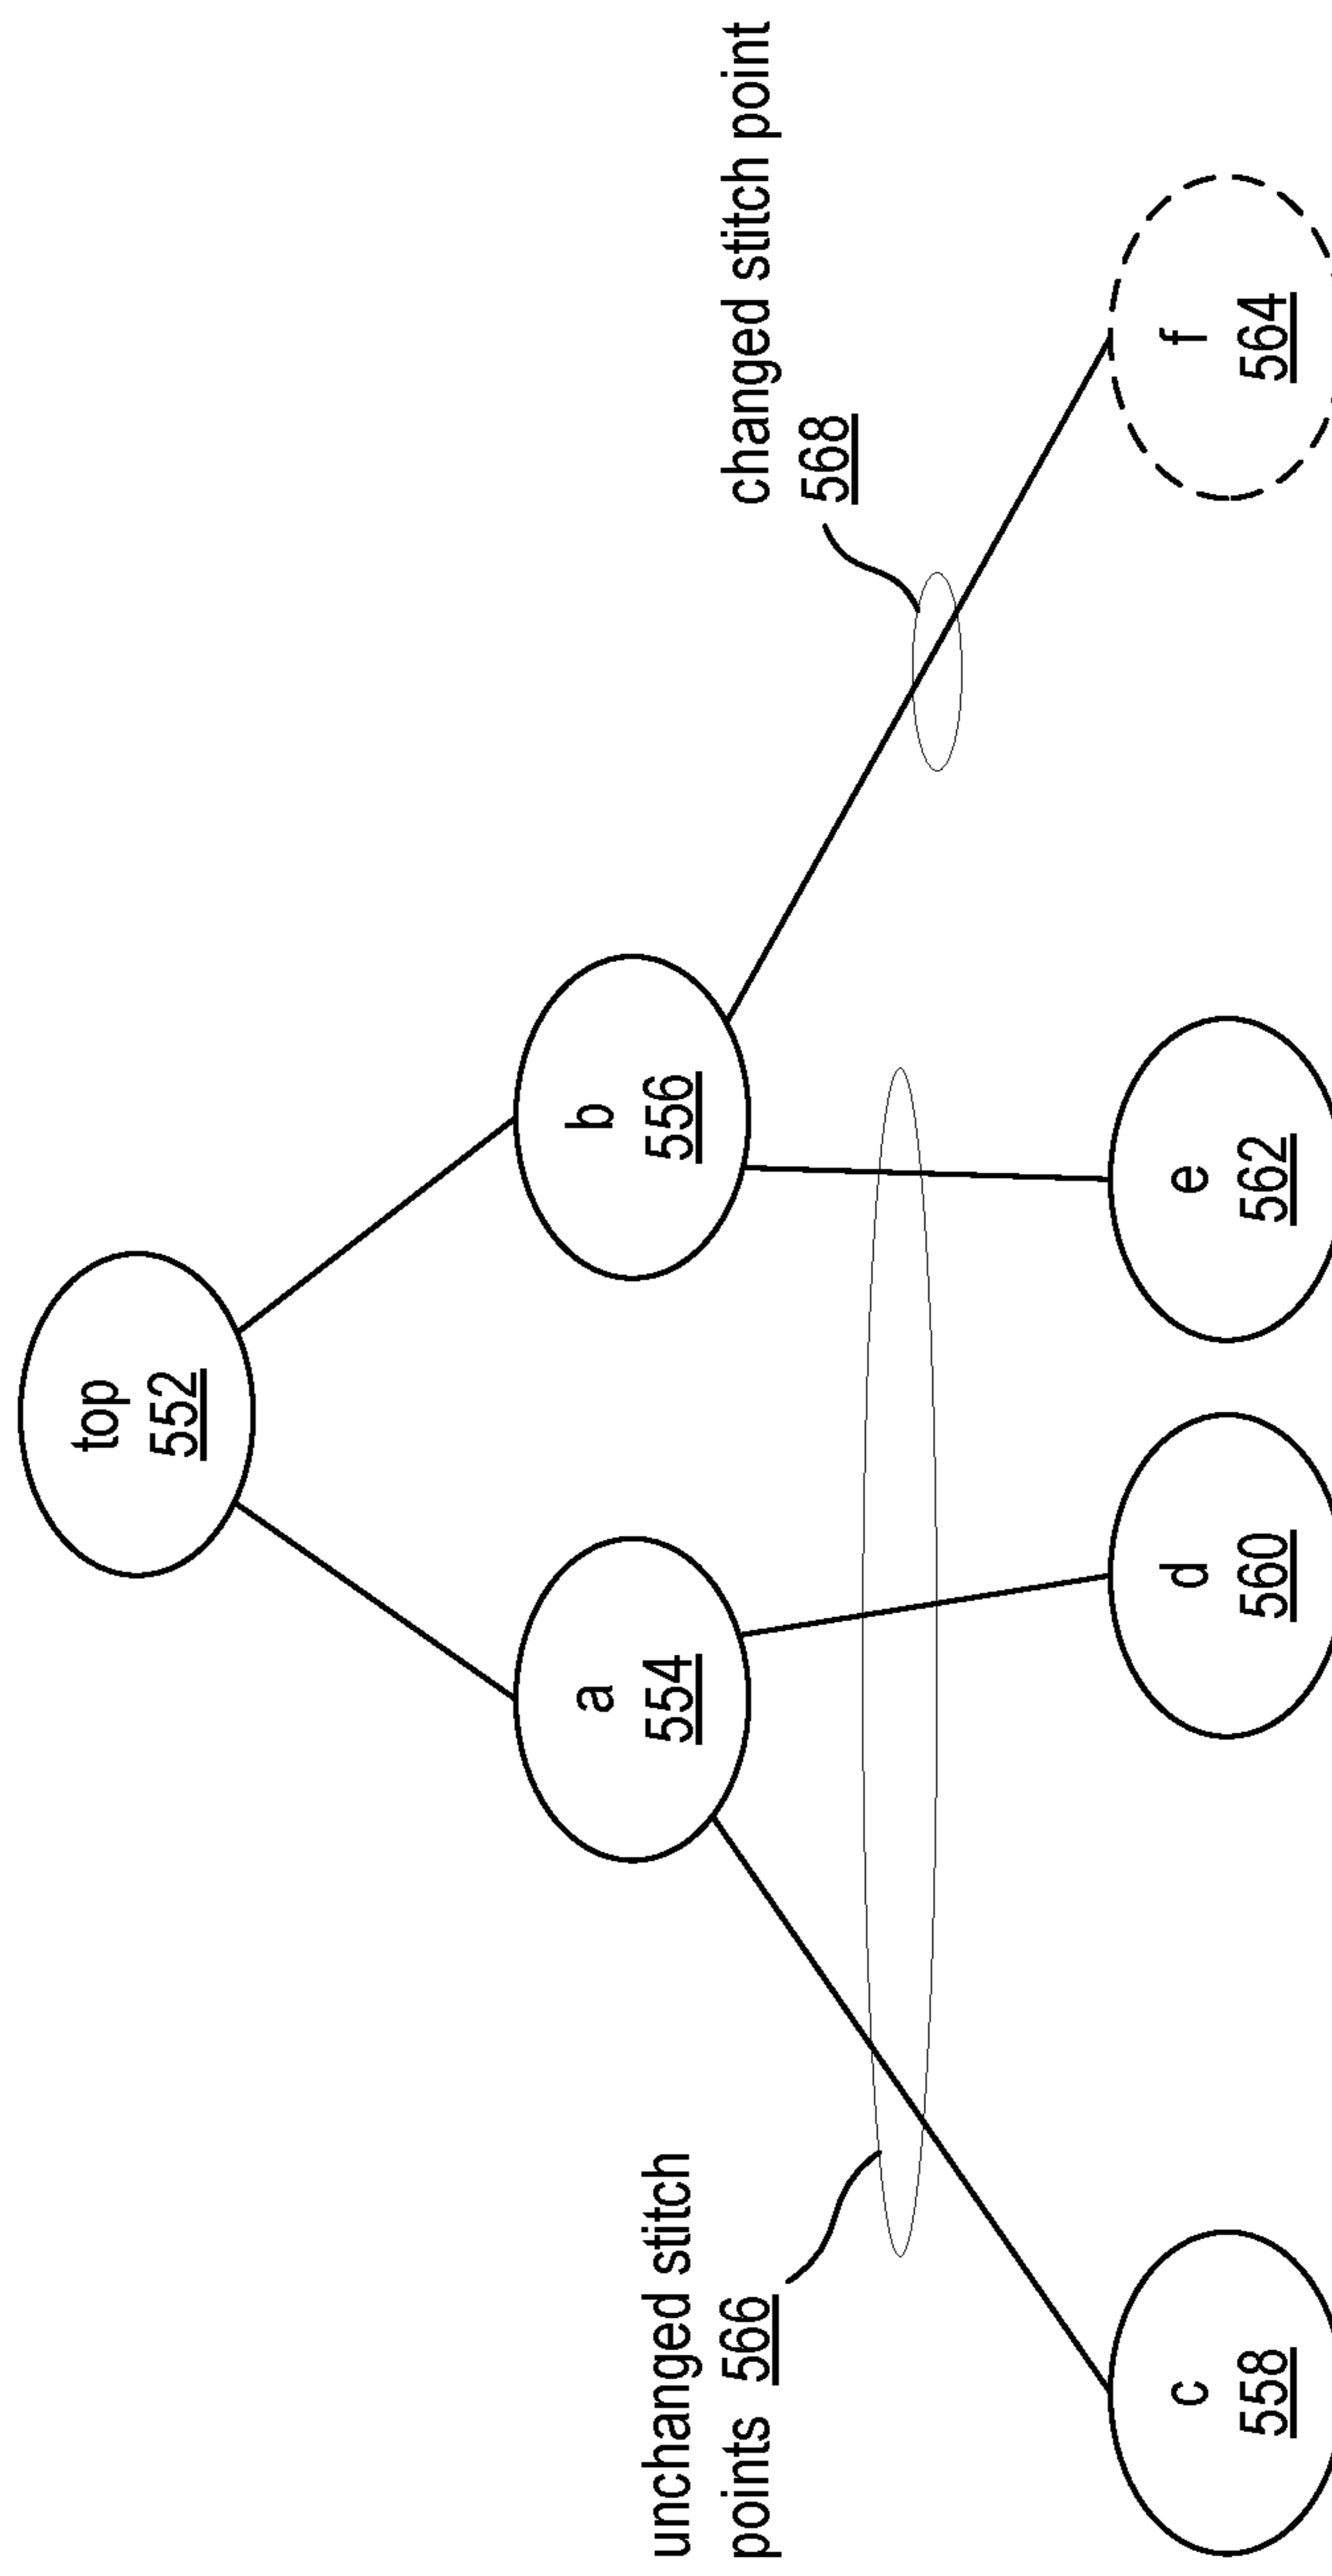 top
552
a
554
b
556
unchanged stitch
points 566
changed stitch point
568
c
558
d
560
e
562
f
564